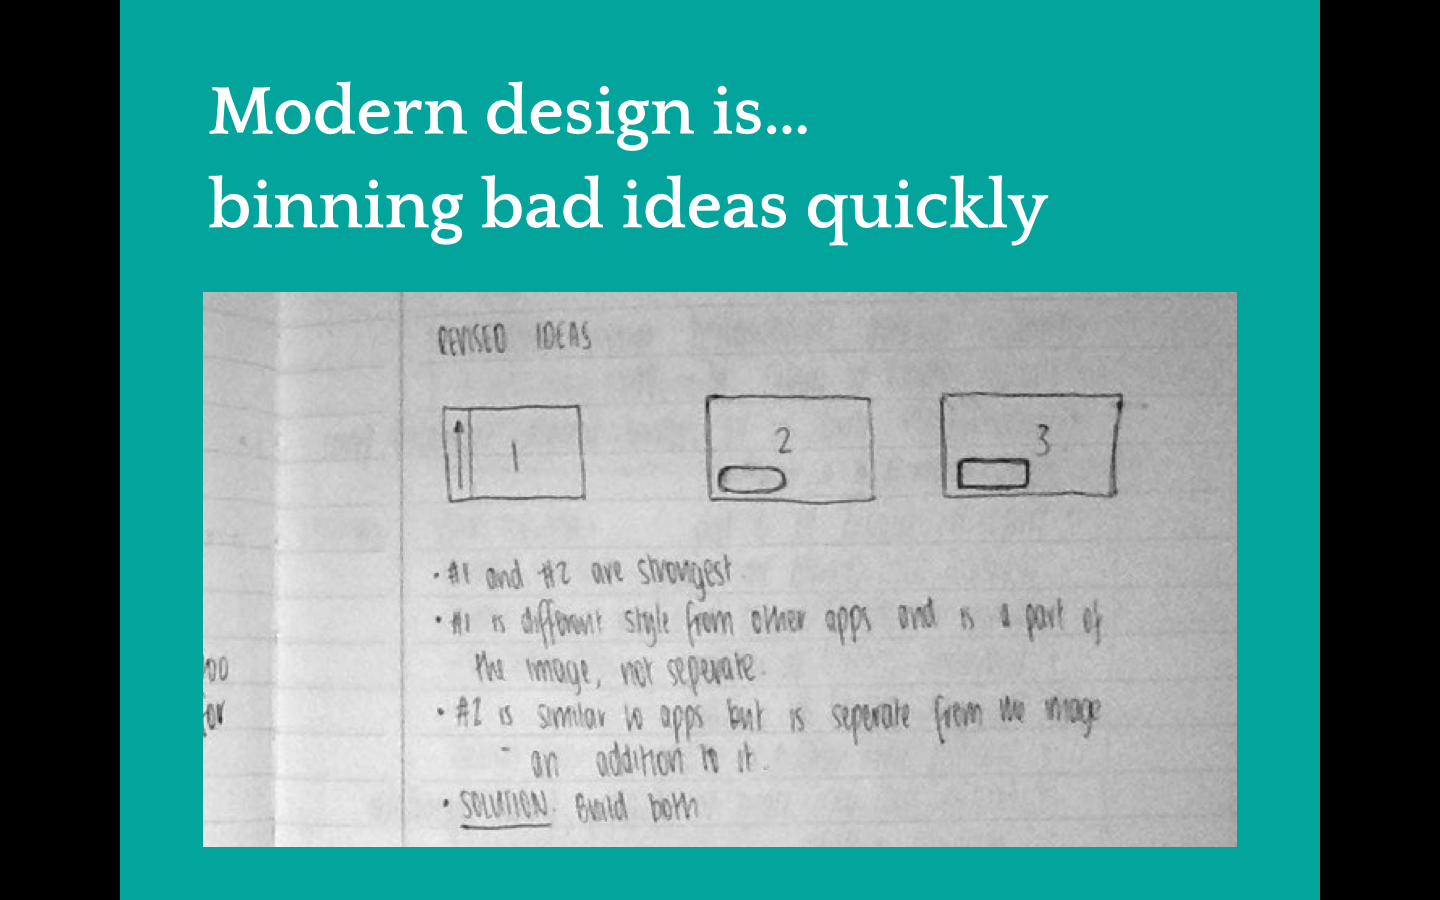 Modern design is...
binning bad ideas quickly
REVISED IDEAS
1
2
3
• #1 and #2 are strongest.
• #1 is different style from other apps and is a part of
the image, not seperate.
• #2 is similar to apps but is seperate from the image
- an addition to it.
• SOLUTION. Build both
for